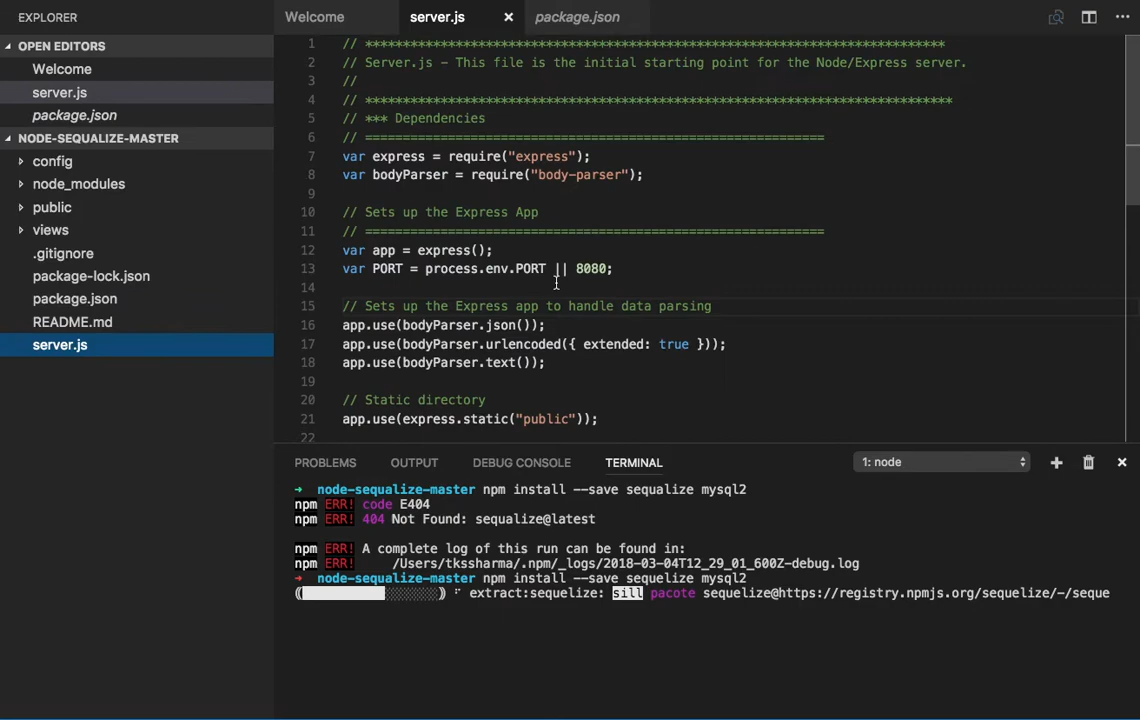 EXPLORER
Welcome
server.js
package.json
OPEN EDITORS
Welcome
server.js
package.json
NODE-SEQUALIZE-MASTER
config
node_modules
public
views
.gitignore
package-lock.json
package.json
README.md
server.js
1 // *****************************************************************************
2 // Server.js - This file is the initial starting point for the Node/Express server.
3 //
4 // ******************************************************************************
5 // *** Dependencies
6 // =============================================================
7 var express = require("express");
8 var bodyParser = require("body-parser");
9
10 // Sets up the Express App
11 // =============================================================
12 var app = express();
13 var PORT = process.env.PORT || 8080;
14
15 // Sets up the Express app to handle data parsing
16 app.use(bodyParser.json());
17 app.use(bodyParser.urlencoded({ extended: true }));
18 app.use(bodyParser.text());
19
20 // Static directory
21 app.use(express.static("public"));
22
PROBLEMS OUTPUT DEBUG CONSOLE TERMINAL 1: node
→ node-sequalize-master npm install --save sequalize mysql2
npm ERR! code E404
npm ERR! 404 Not Found: sequalize@latest
npm ERR! A complete log of this run can be found in:
npm ERR! /Users/tkssharma/.npm/_logs/2018-03-04T12_29_01_600Z-debug.log
→ node-sequalize-master npm install --save sequelize mysql2
extract:sequelize: sill pacote sequelize@https://registry.npmjs.org/sequelize/-/seque